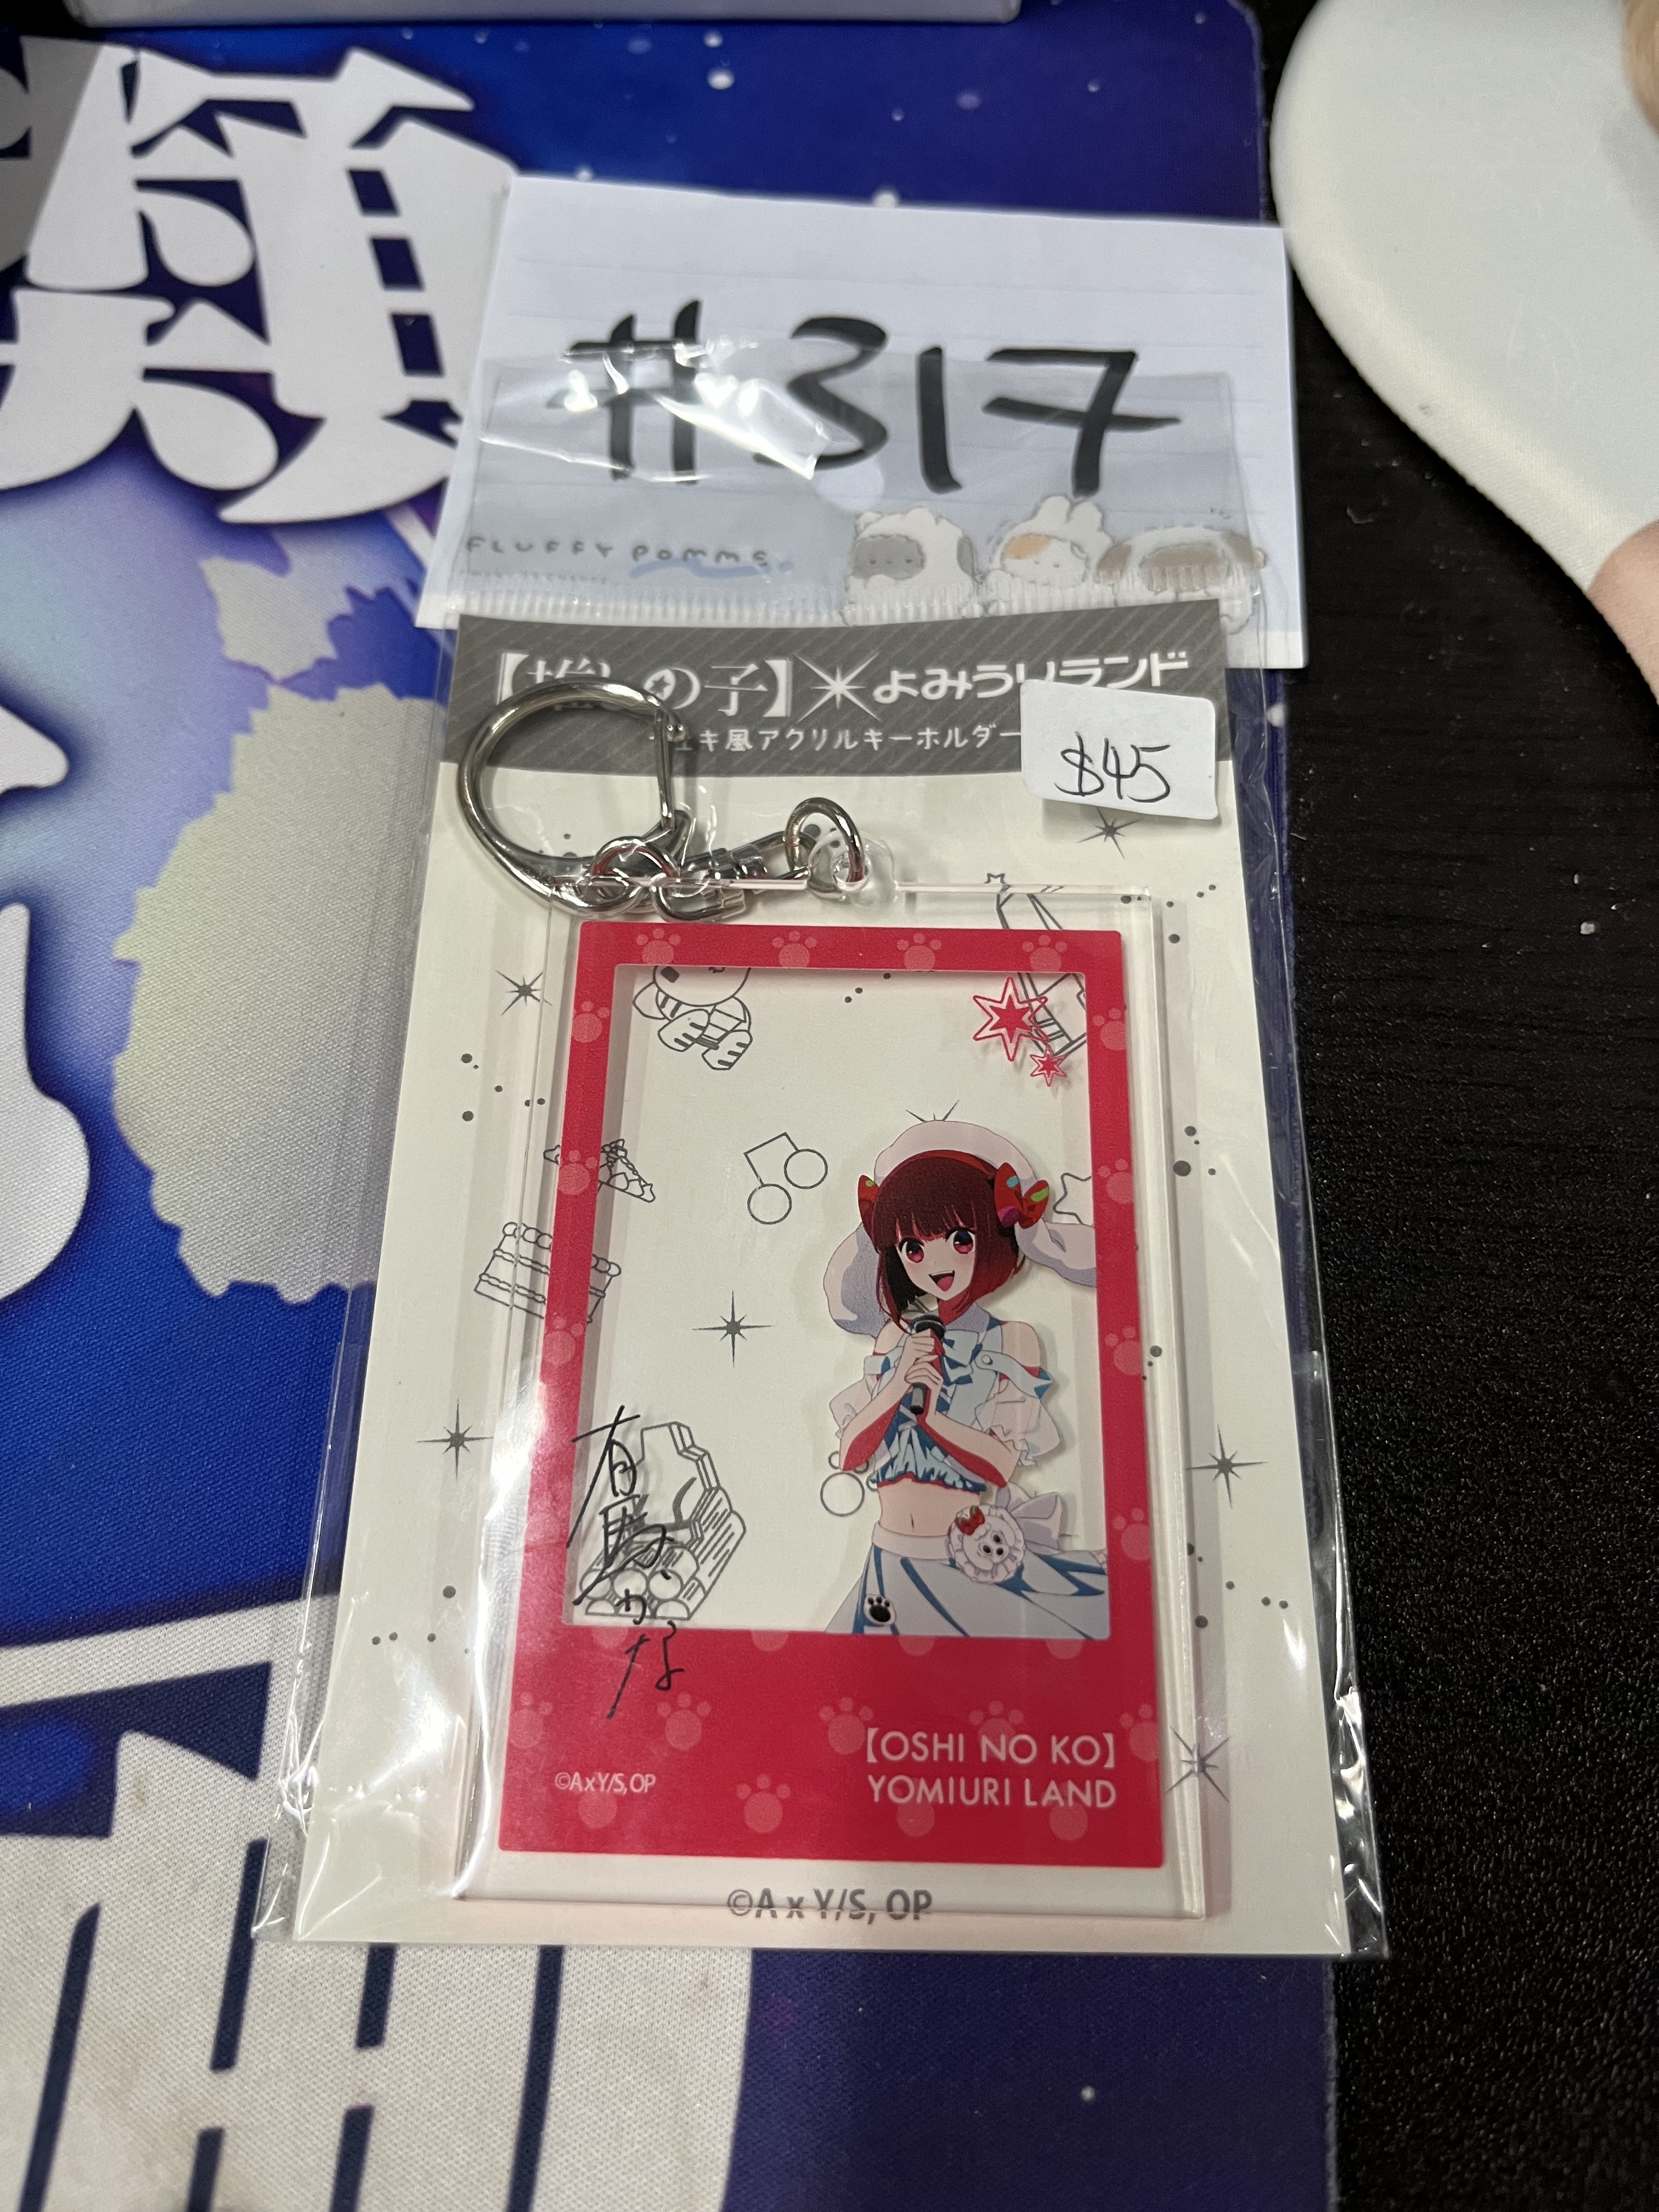 #317
FLUFFY pomms.
【推しの子】×よみうりランド
チェキ風アクリルキーホルダー
$45
有馬かな
【OSHI NO KO】
YOMIURI LAND
©AxY/S, OP
©A x Y/S, OP